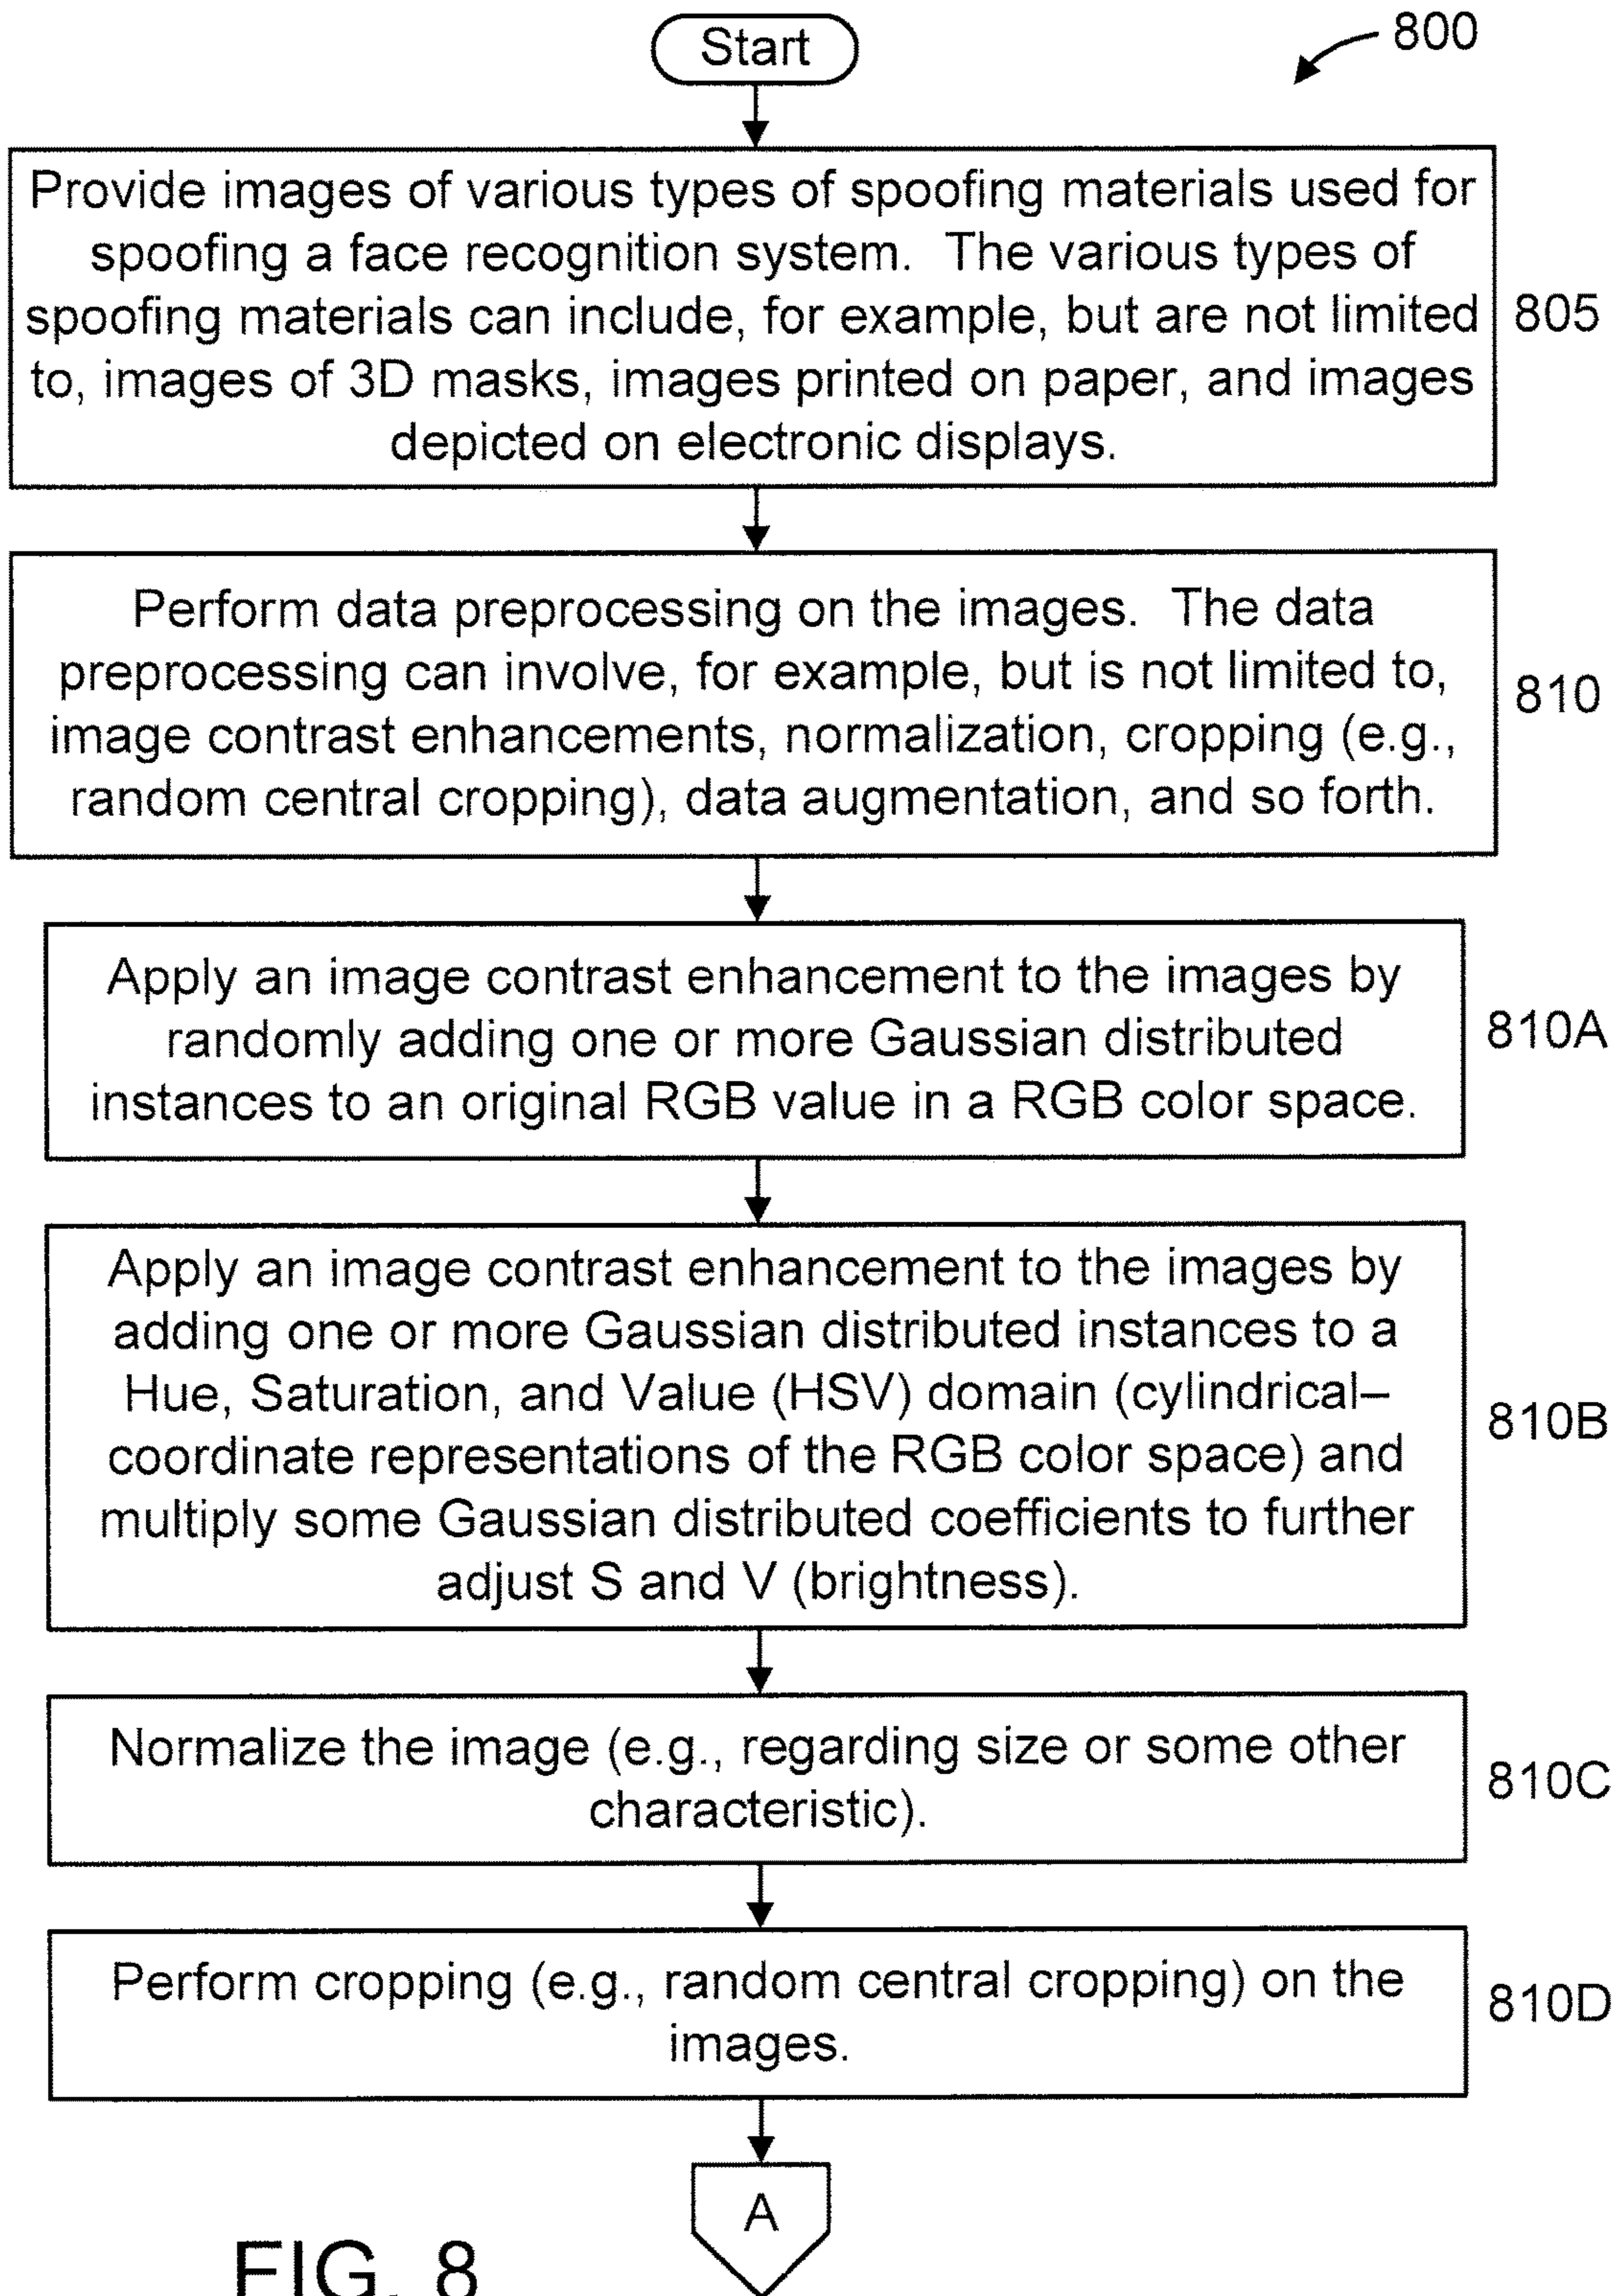 Start
800
Provide images of various types of spoofing materials used for
spoofing a face recognition system. The various types of
spoofing materials can include, for example, but are not limited
to, images of 3D masks, images printed on paper, and images
depicted on electronic displays.
805
Perform data preprocessing on the images. The data
preprocessing can involve, for example, but is not limited to,
image contrast enhancements, normalization, cropping (e.g.,
random central cropping), data augmentation, and so forth.
810
Apply an image contrast enhancement to the images by
randomly adding one or more Gaussian distributed
instances to an original RGB value in a RGB color space.
810A
Apply an image contrast enhancement to the images by
adding one or more Gaussian distributed instances to a
Hue, Saturation, and Value (HSV) domain (cylindrical–
coordinate representations of the RGB color space) and
multiply some Gaussian distributed coefficients to further
adjust S and V (brightness).
810B
Normalize the image (e.g., regarding size or some other
characteristic).
810C
Perform cropping (e.g., random central cropping) on the
images.
810D
A
FIG. 8